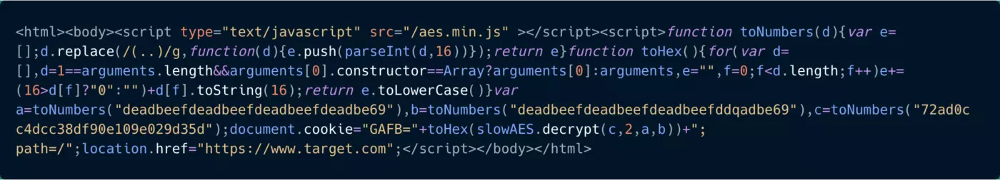 <html><body><script type="text/javascript" src="/aes.min.js" ></script><script>function toNumbers(d){var e=
[];d.replace(/(..)/g,function(d){e.push(parseInt(d,16))});return e}function toHex(){for(var d=
[],d=1==arguments.length&&arguments[0].constructor==Array?arguments[0]:arguments,e="",f=0;f<d.length;f++)e+=
(16>d[f]?"0":"")+d[f].toString(16);return e.toLowerCase()}var
a=toNumbers("deadbeefdeadbeefdeadbeefdeadbe69"),b=toNumbers("deadbeefdeadbeefdeadbeefddqadbe69"),c=toNumbers("72ad0c
c4dcc38df90e109e029d35d");document.cookie="GAFB="+toHex(slowAES.decrypt(c,2,a,b))+";
path=/";location.href="https://www.target.com";</script></body></html>